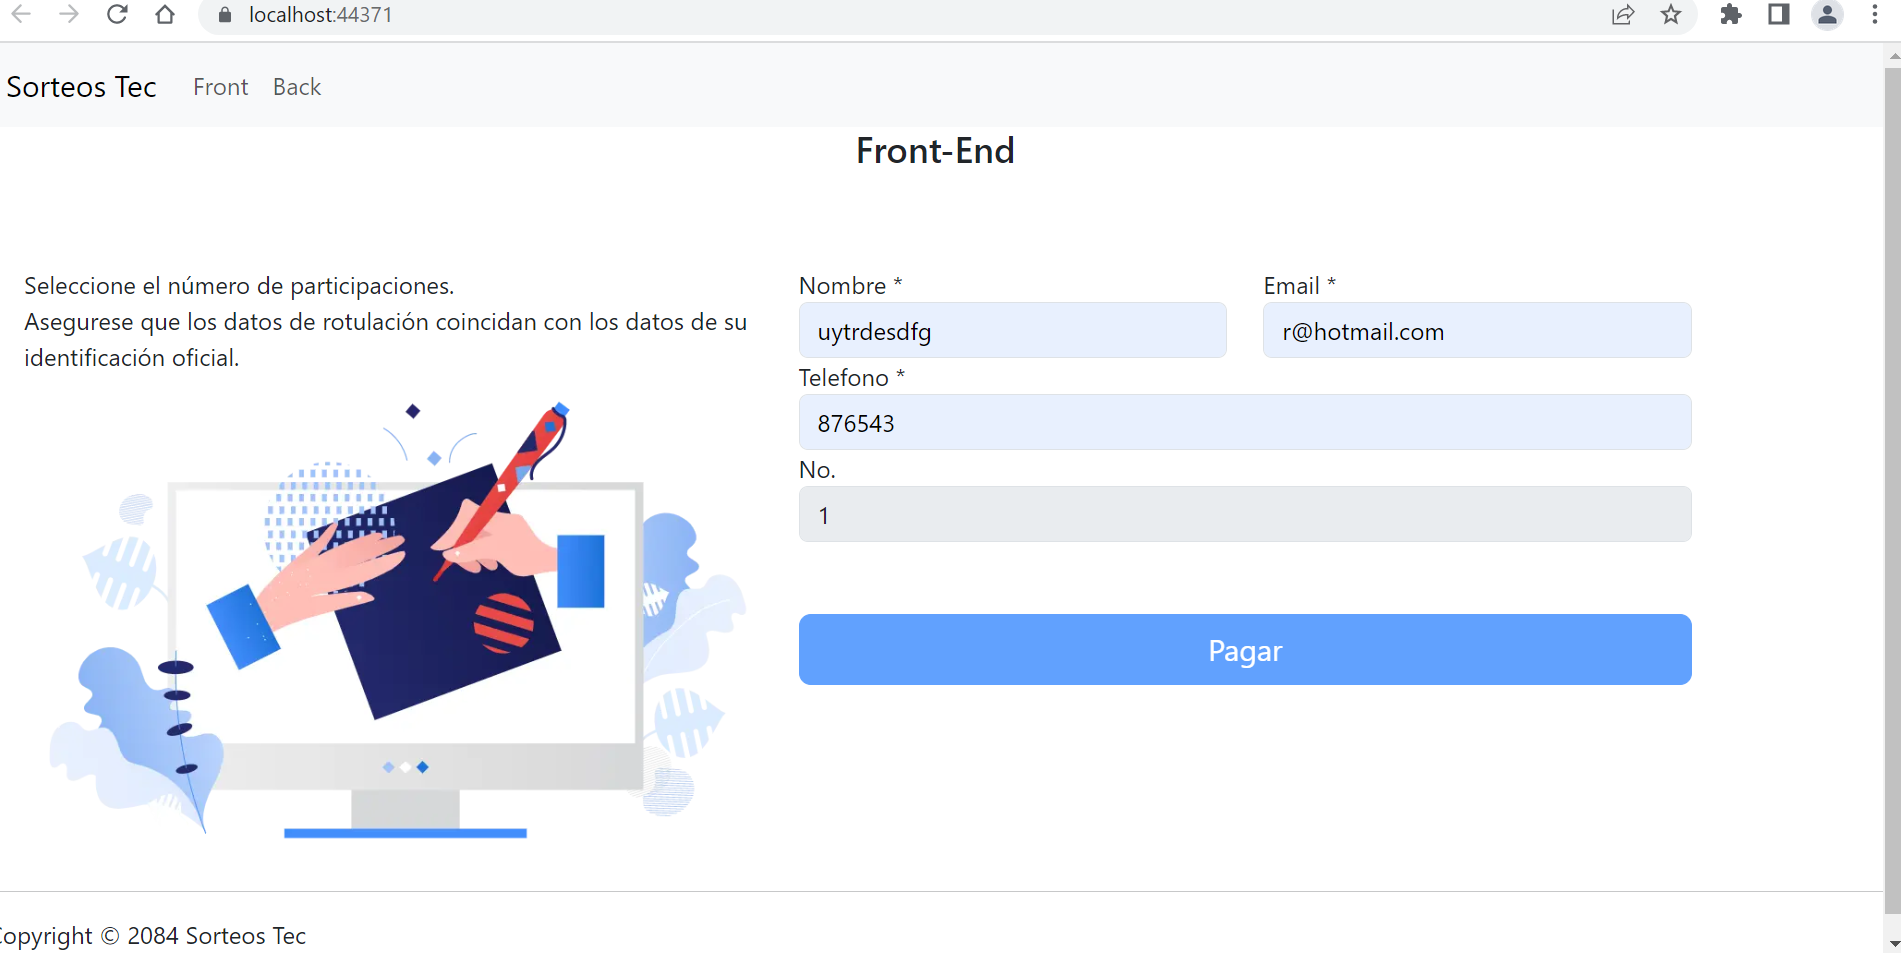 localhost:44371
Sorteos Tec Front Back
Front-End
Seleccione el número de participaciones.
Asegurese que los datos de rotulación coincidan con los datos de su
identificación oficial.
Nombre * Email *
uytrdesdfg r@hotmail.com
Telefono *
876543
No.
1
Pagar
Copyright © 2084 Sorteos Tec